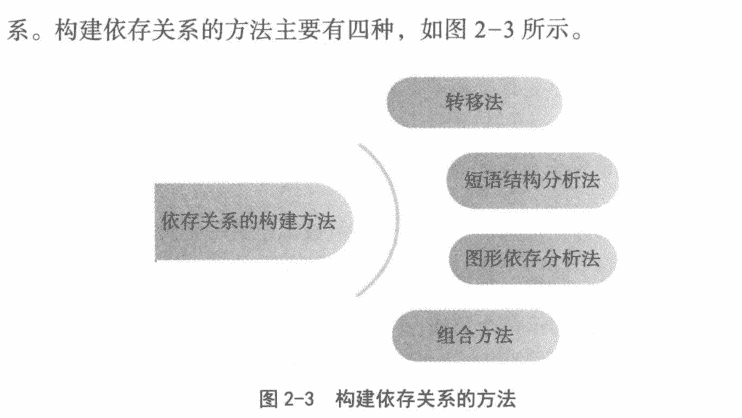 系。构建依存关系的方法主要有四种，如图 2-3 所示。
转移法
短语结构分析法
依存关系的构建方法
图形依存分析法
组合方法
图 2-3 构建依存关系的方法